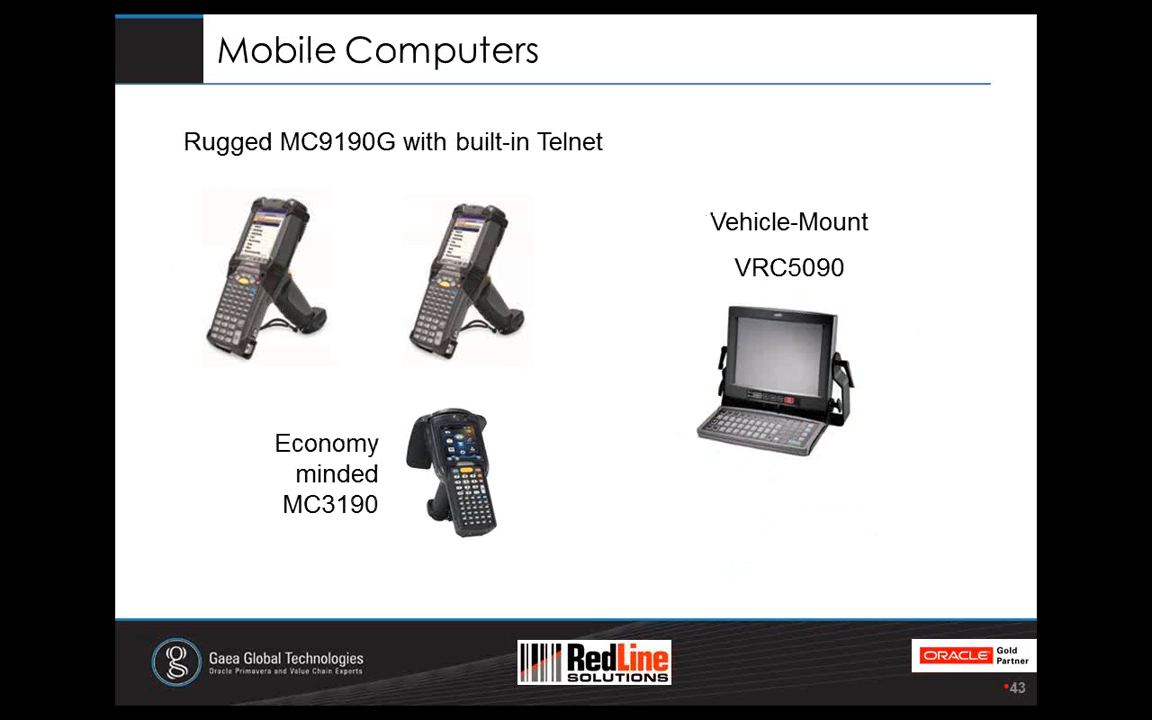 Mobile Computers
Rugged MC9190G with built-in Telnet
Vehicle-Mount
VRC5090
Economy
minded
MC3190
Gaea Global Technologies
Oracle Primavera and Value Chain Experts
RedLine
SOLUTIONS
ORACLE Gold
Partner
43